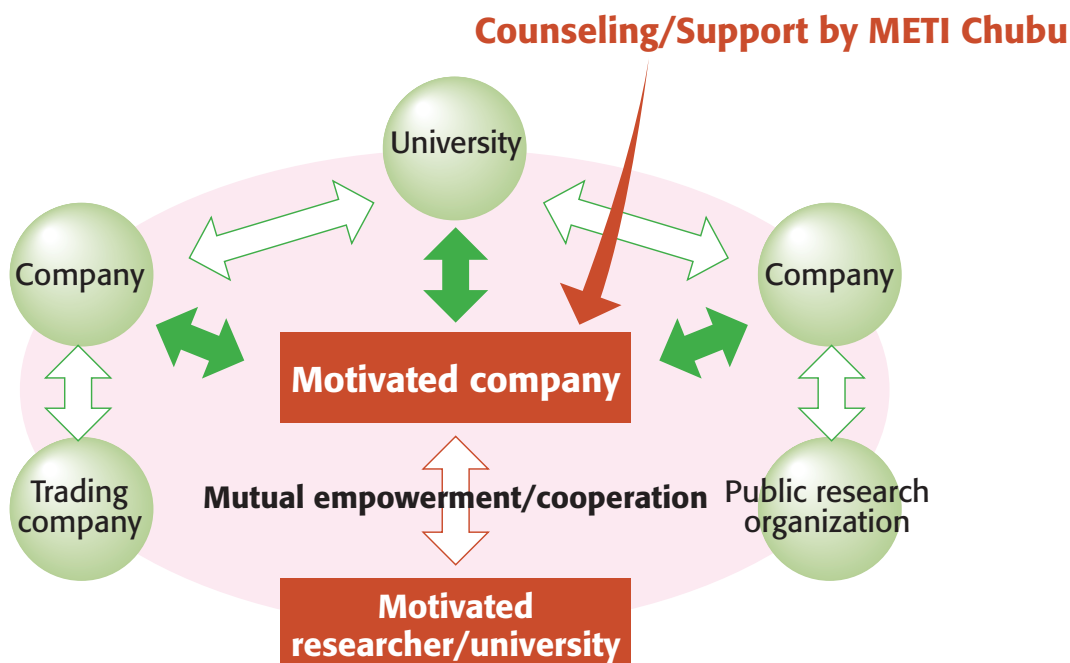 Counseling/Support by METI Chubu
University
Company
Company
Motivated company
Trading
company
Mutual empowerment/cooperation
Public research
organization
Motivated
researcher/university